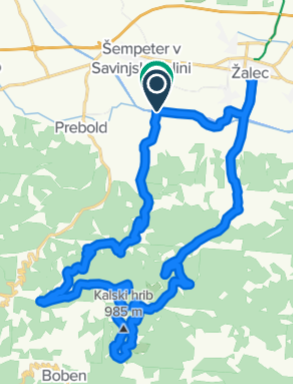 Šempeter v
Savinjski dolini
Žalec
Prebold
Kalski hrib
985 m
Boben